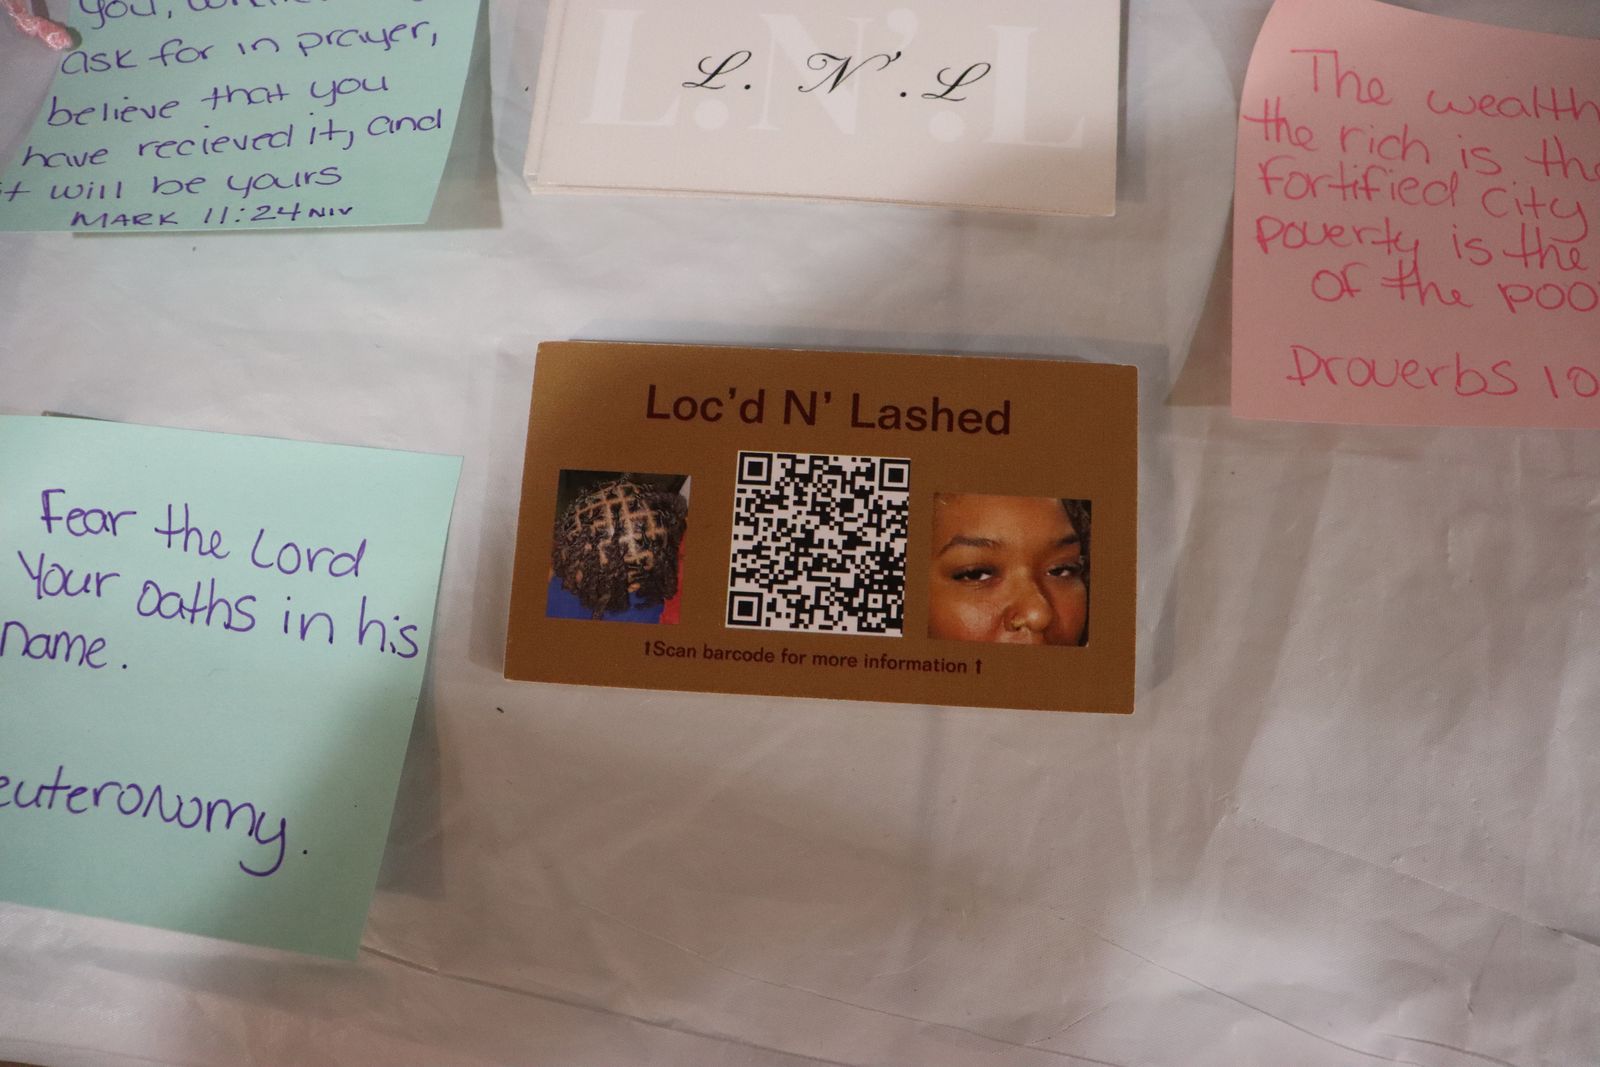 ask for in prayer,
believe that you
have recieved it, and
it will be yours
MARK 11:24 NIV
L.N'.L
L. N'.L
The wealth
the rich is the
fortified city
poverty is the
of the poo
Proverbs 10
Loc'd N' Lashed
↑Scan barcode for more information ↑
Fear the Lord
Your oaths in his
name.
euteronomy.